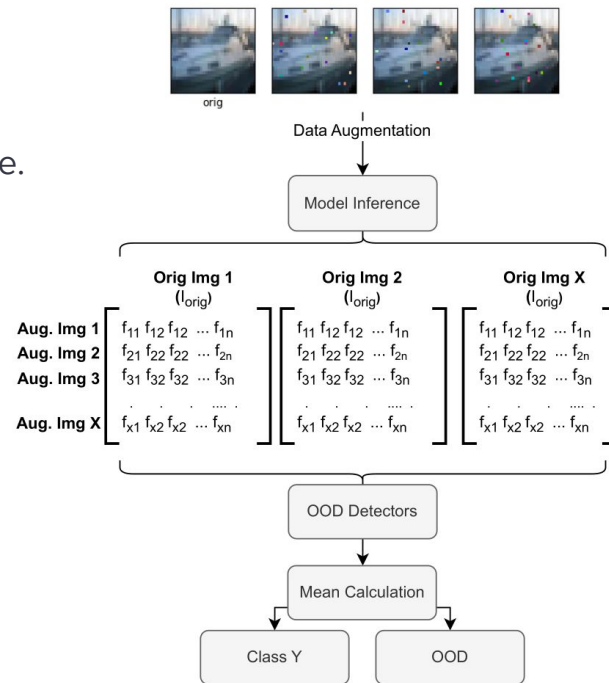 orig
Data Augmentation
e.
Model Inference
Orig Img 1 Orig Img 2 Orig Img X
(Iorig) (Iorig) (Iorig)
Aug. Img 1 f11 f12 f12 ... f1n f11 f12 f12 ... f1n f11 f12 f12 ... f1n
Aug. Img 2 f21 f22 f22 ... f2n f21 f22 f22 ... f2n f21 f22 f22 ... f2n
Aug. Img 3 f31 f32 f32 ... f3n f31 f32 f32 ... f3n f31 f32 f32 ... f3n
. . . .... . . . . .... . . . . .... .
Aug. Img X fx1 fx2 fx2 ... fxn fx1 fx2 fx2 ... fxn fx1 fx2 fx2 ... fxn
OOD Detectors
Mean Calculation
Class Y OOD